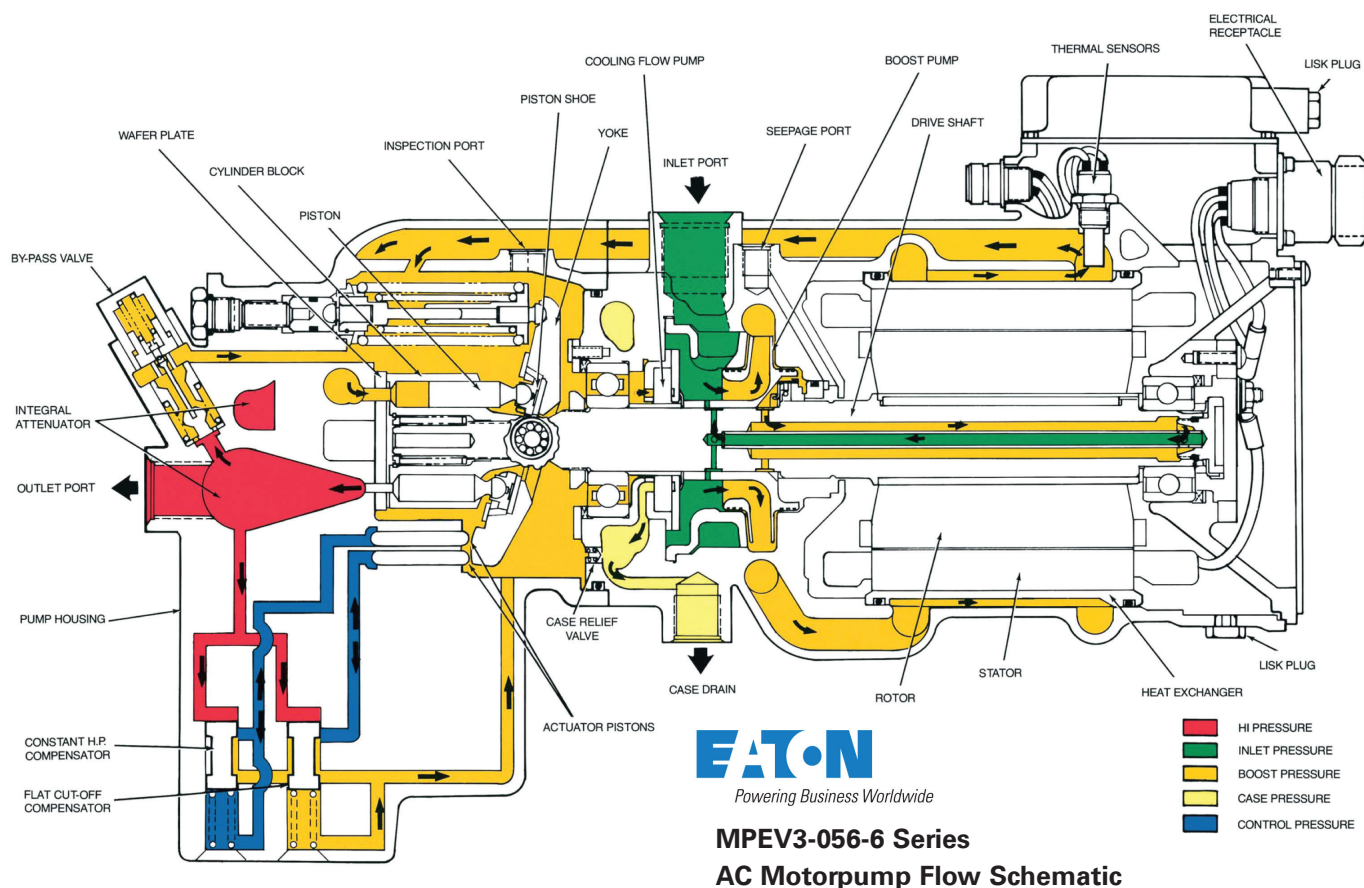 ELECTRICAL
RECEPTACLE
THERMAL SENSORS
LISK PLUG
COOLING FLOW PUMP
BOOST PUMP
PISTON SHOE
SEEPAGE PORT
DRIVE SHAFT
YOKE
WAFER PLATE
INSPECTION PORT
INLET PORT
CYLINDER BLOCK
PISTON
BY-PASS VALVE
INTEGRAL
ATTENUATOR
OUTLET PORT
PUMP HOUSING
CASE RELIEF
VALVE
CASE DRAIN
STATOR
ROTOR
HEAT EXCHANGER
LISK PLUG
ACTUATOR PISTONS
CONSTANT H.P.
COMPENSATOR
FLAT CUT-OFF
COMPENSATOR
HI PRESSURE
INLET PRESSURE
BOOST PRESSURE
CASE PRESSURE
CONTROL PRESSURE
EATON
Powering Business Worldwide
MPEV3-056-6 Series
AC Motorpump Flow Schematic